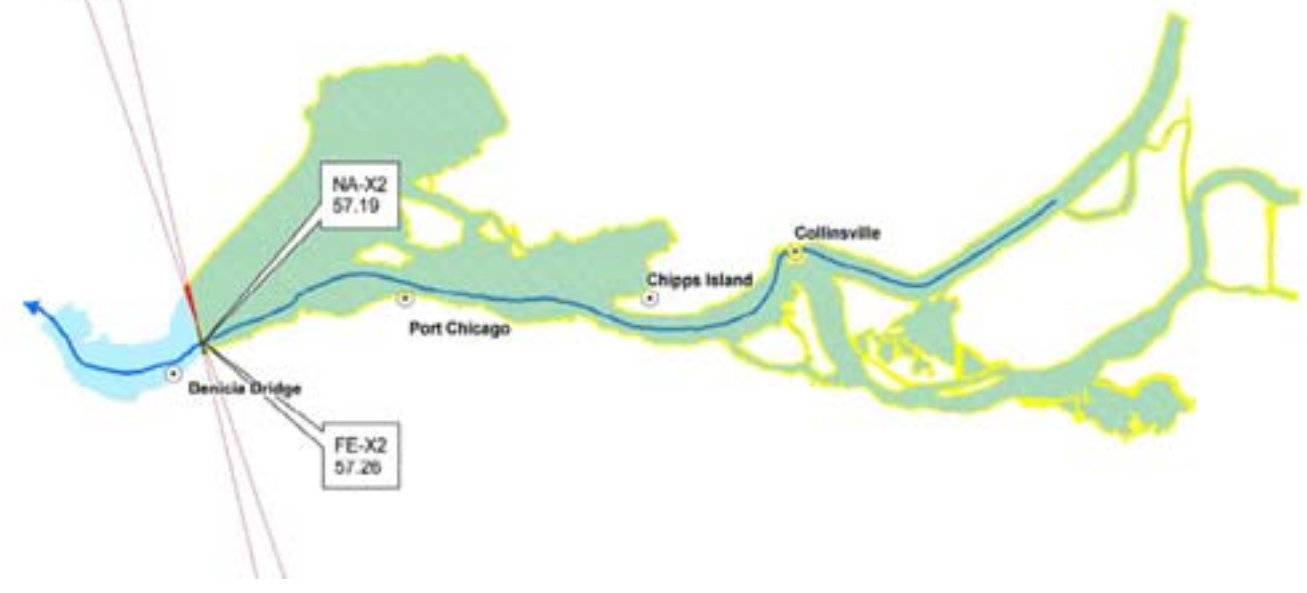 NA-X2
57.19
Collinsville
Chipps Island
Port Chicago
Benicia Bridge
FE-X2
57.26